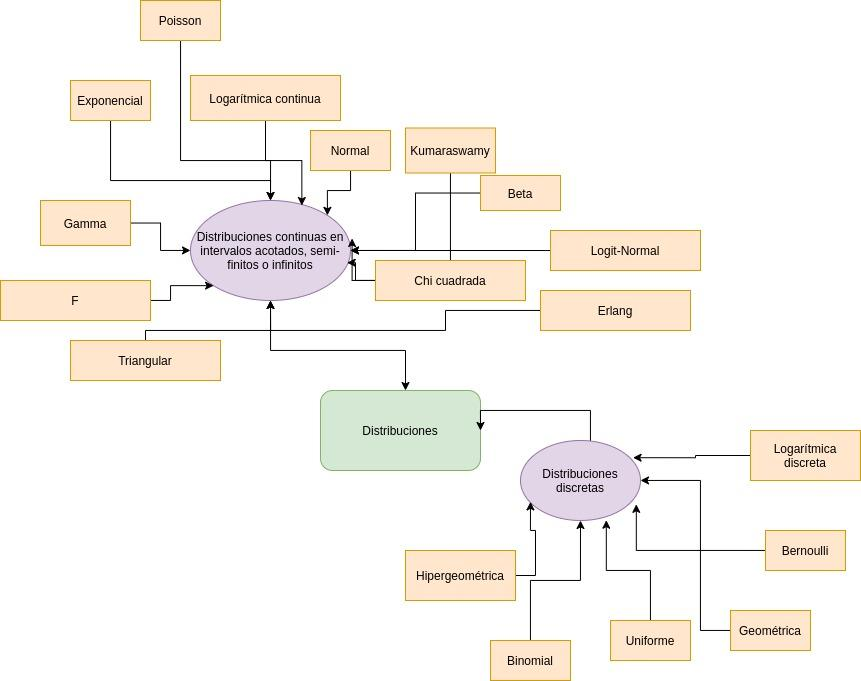 Poisson
Exponencial
Logarítmica continua
Normal
Kumaraswamy
Beta
Gamma
Distribuciones continuas en
intervalos acotados, semi-
finitos o infinitos
Logit-Normal
Chi cuadrada
F
Erlang
Triangular
Distribuciones
Logarítmica
discreta
Distribuciones
discretas
Bernoulli
Hipergeométrica
Geométrica
Uniforme
Binomial